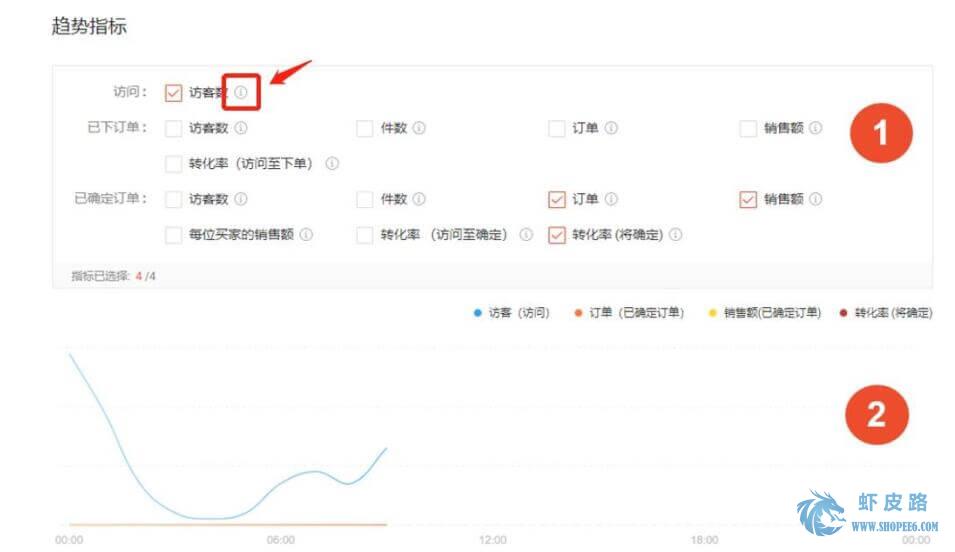 趋势指标
访问： 访客数
已下订单： 访客数 件数 订单 销售额
1
转化率（访问至下单）
已确定订单： 访客数 件数 订单 销售额
每位买家的销售额 转化率 （访问至确定） 转化率 (将确定)
指标已选择: 4 /4
访客（访问) 订单（已确定订单） 销售额(已确定订单) 转化率 (将确定)
2
虾皮路
WWW.SHOPEE6.COM
00:00 06:00 12:00 18:00 00:00